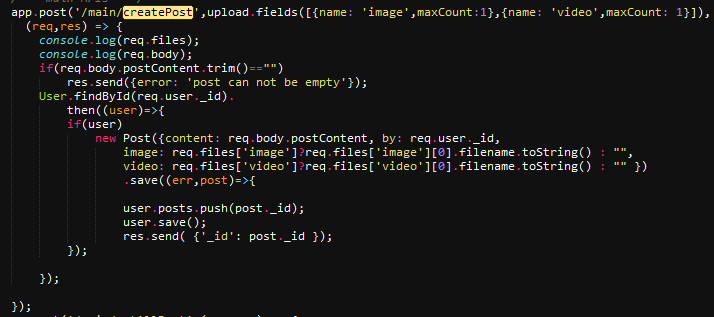 app.post('/main/createPost',upload.fields([{name: 'image',maxCount:1},{name: 'video',maxCount: 1}]),
(req,res) => {
console.log(req.files);
console.log(req.body);
if(req.body.postContent.trim()=="")
res.send({error: 'post can not be empty'});
User.findById(req.user._id).
then((user)=>{
if(user)
new Post({content: req.body.postContent, by: req.user._id,
image: req.files['image']?req.files['image'][0].filename.toString() : "",
video: req.files['video']?req.files['video'][0].filename.toString() : "" })
.save((err,post)=>{
user.posts.push(post._id);
user.save();
res.send( {'_id': post._id });
});
});
});